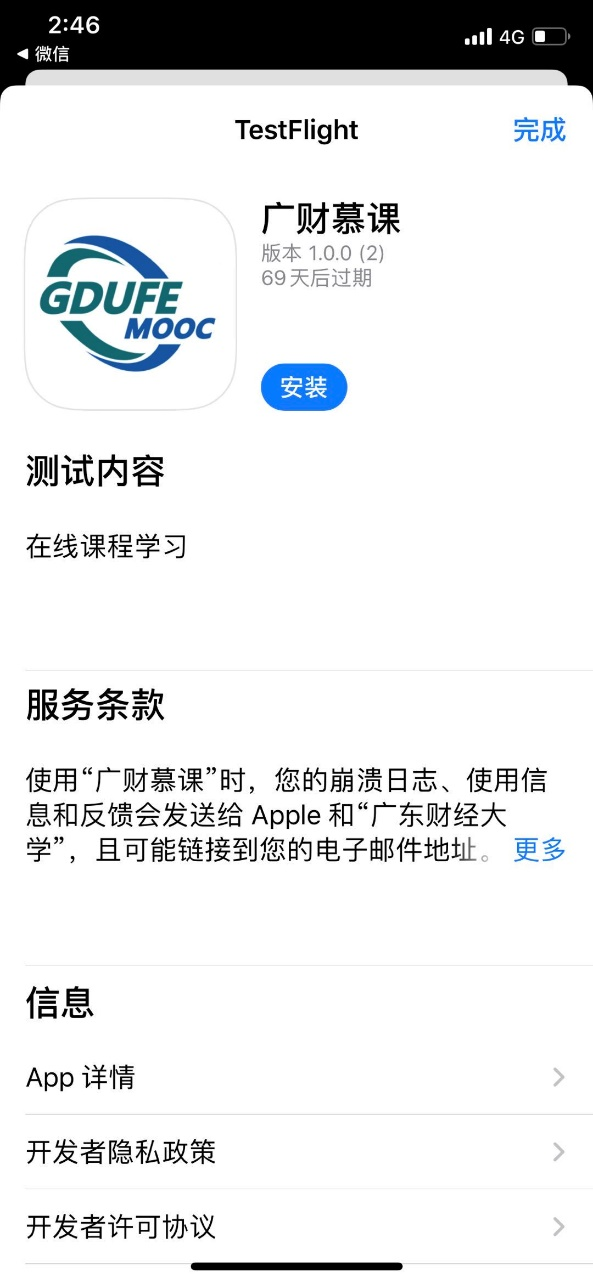 2:46
4G
◀ 微信
TestFlight
完成
GDUFE
MOOC
广财慕课
版本 1.0.0 (2)
69 天后过期
安装
测试内容
在线课程学习
服务条款
使用“广财慕课”时，您的崩溃日志、使用信
息和反馈会发送给 Apple 和“广东财经大
学”，且可能链接到您的电子邮件地址。 更多
信息
App 详情
开发者隐私政策
开发者许可协议